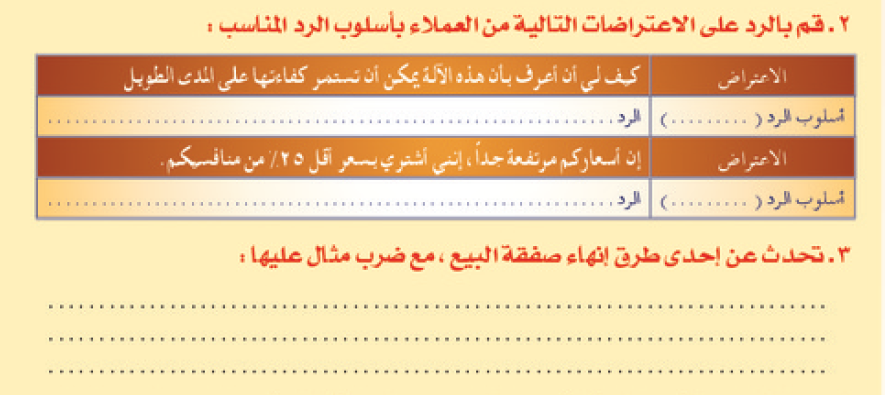 ٢. قم بالرد على الاعتراضات التالية من العملاء بأسلوب الرد المناسب :
الاعتراض كيف لي أن أعرف بأن هذه الآلة يمكن أن تستمر كفاءتها على المدى الطويل
أسلوب الرد (..........) الرد ................................................................
الاعتراض إن أسعاركم مرتفعة جداً ، إنني أشتري بسعر أقل ٢٥٪ من منافسيكم .
أسلوب الرد (..........) الرد ................................................................
٣. تحدث عن إحدى طرق إنهاء صفقة البيع ، مع ضرب مثال عليها :
................................................................................
................................................................................
................................................................................